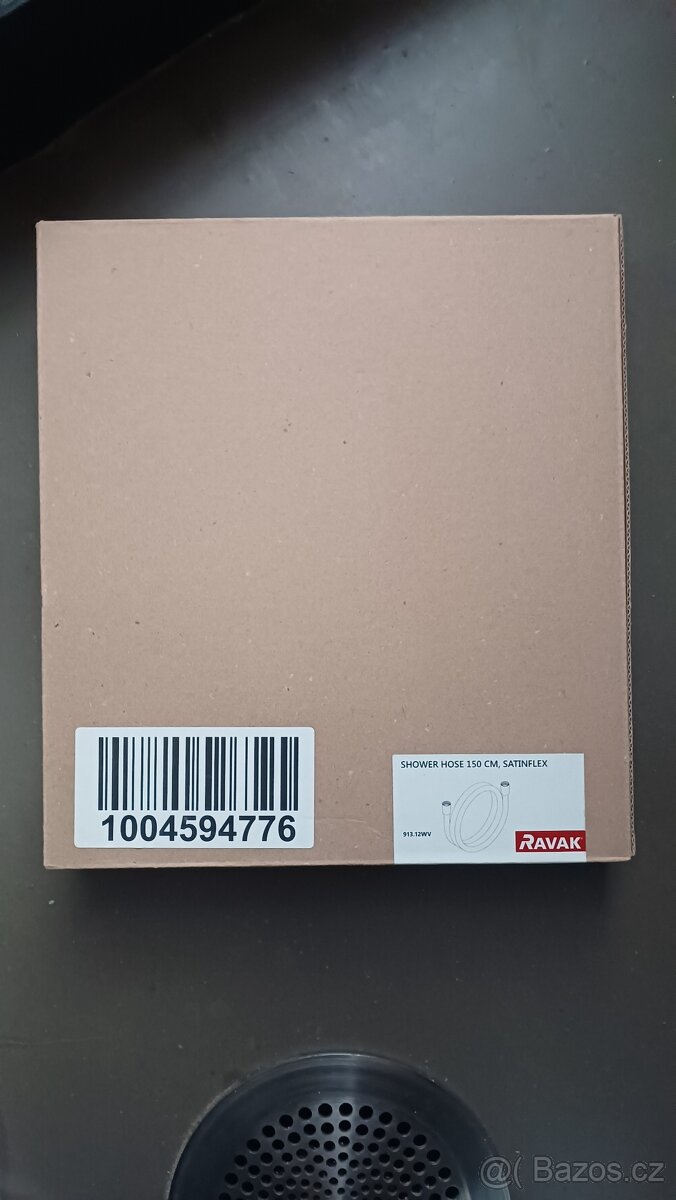 SHOWER HOSE 150 CM, SATINFLEX
913.12WV
RAVAK
1004594776
@( Bazos.cz